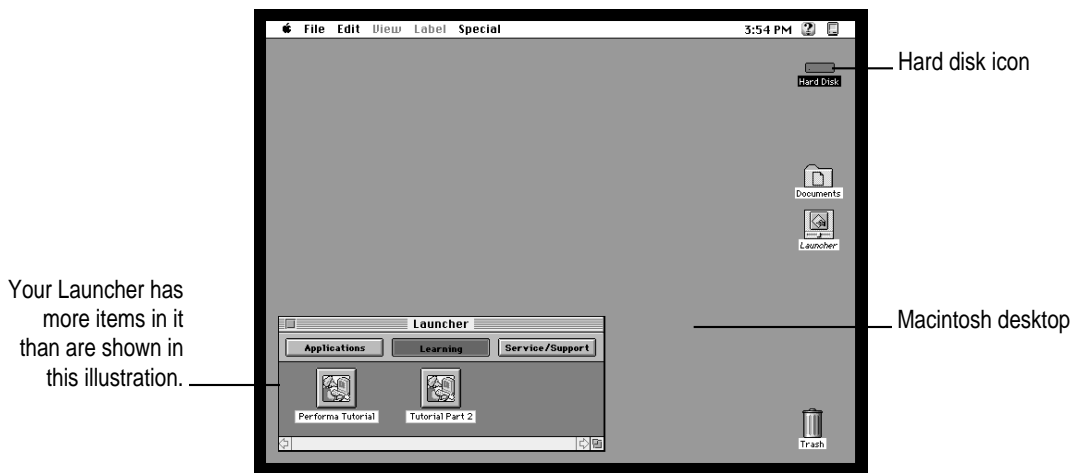 File Edit View Label Special 3:54 PM
Hard disk icon
Hard Disk
Documents
Launcher
Your Launcher has
more items in it
than are shown in
this illustration.
Macintosh desktop
Launcher
Applications Learning Service/Support
Performa Tutorial Tutorial Part 2
Trash